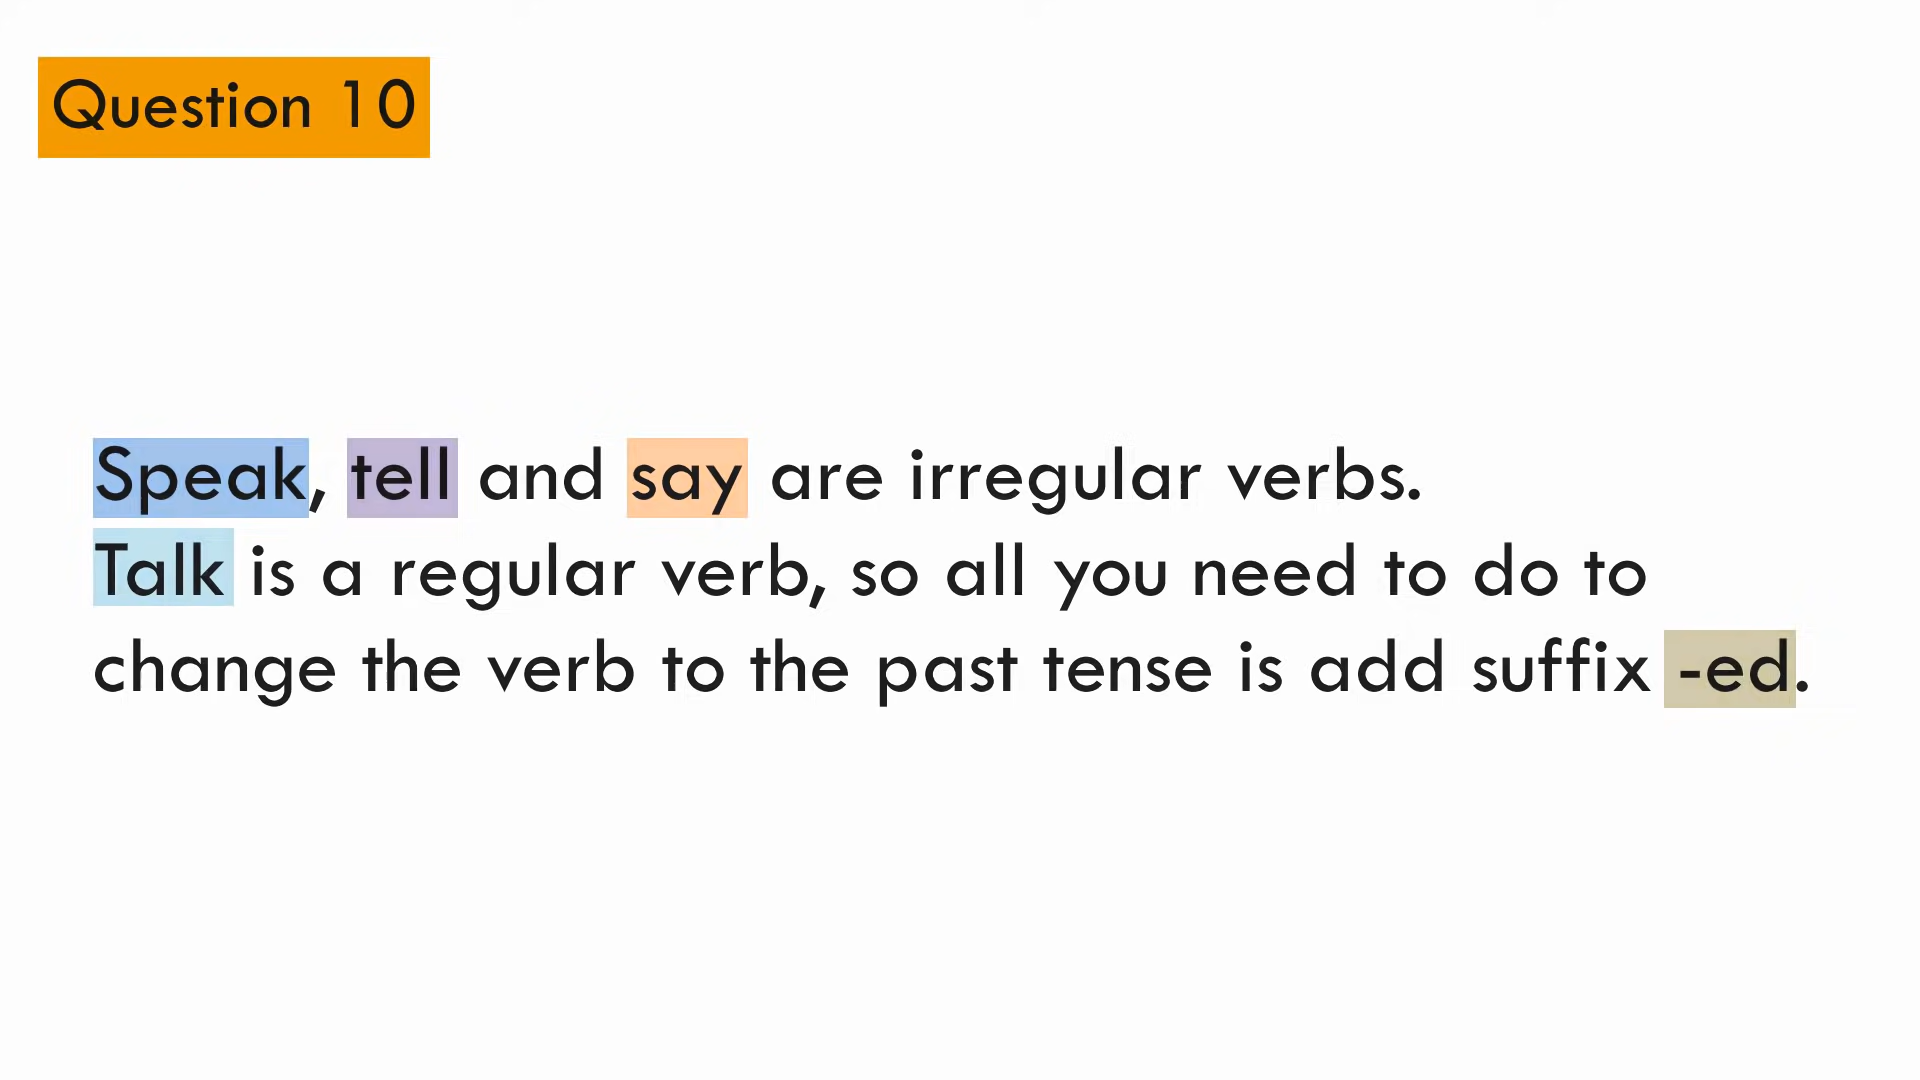 Question 10
Speak, tell and say are irregular verbs.
Talk is a regular verb, so all you need to do to
change the verb to the past tense is add suffix -ed.